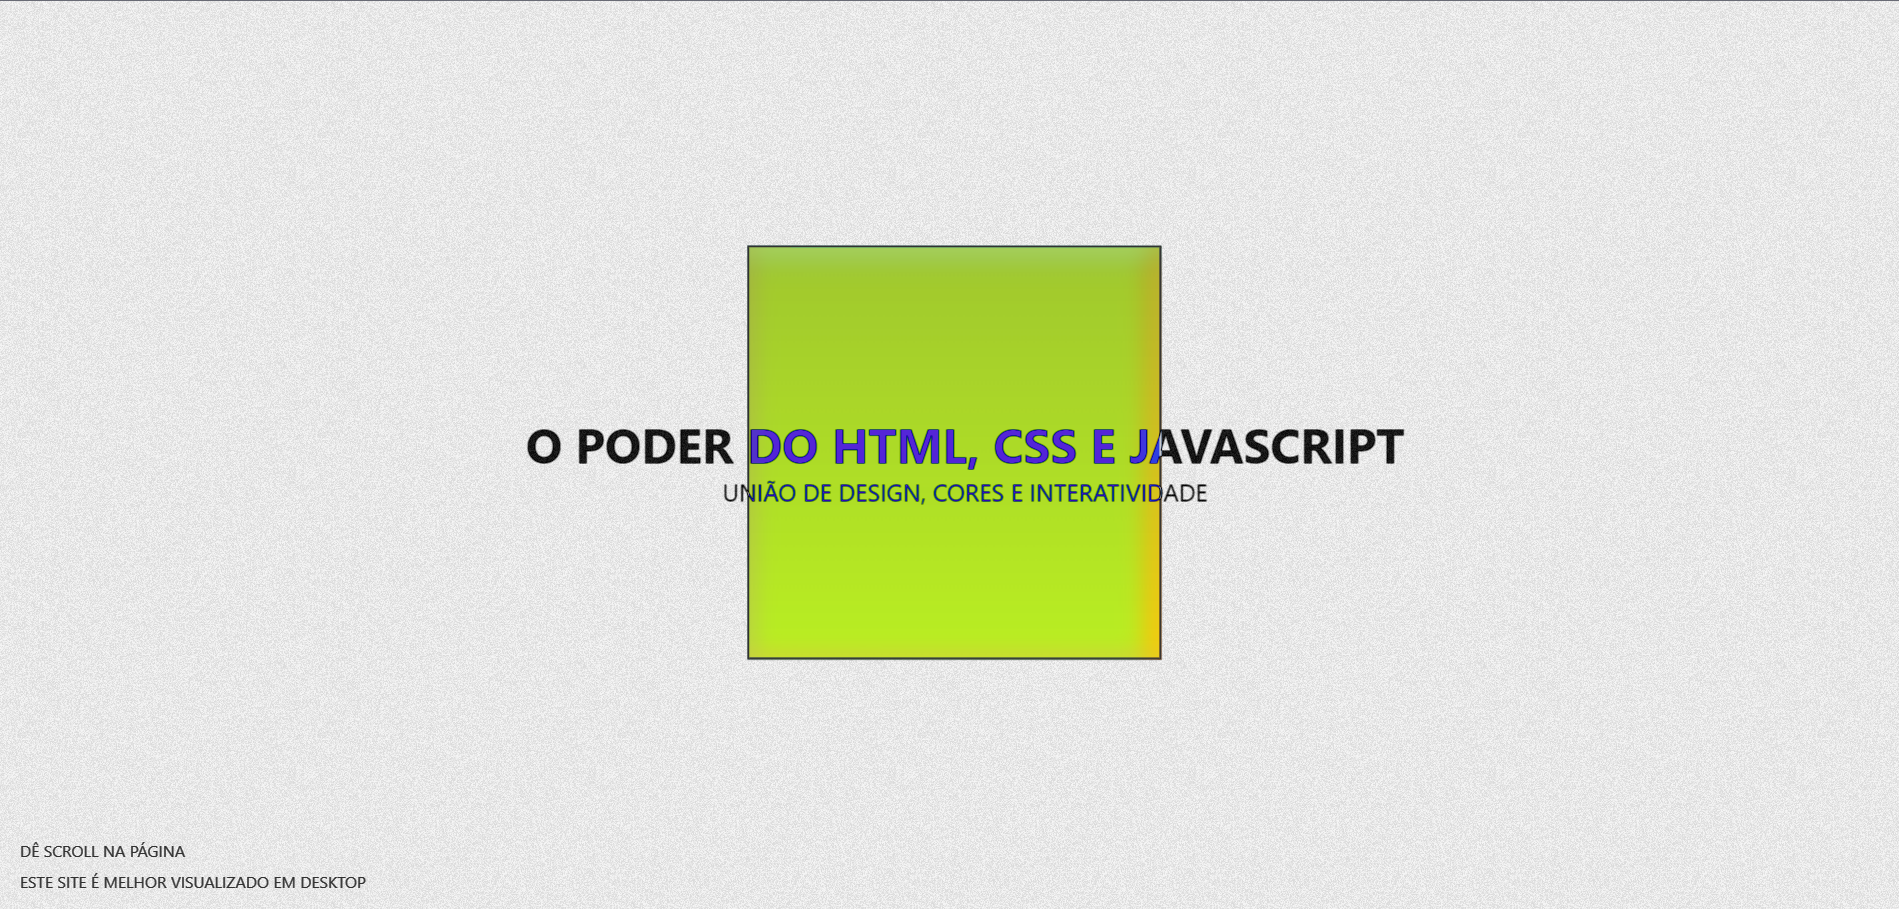 O PODER DO HTML, CSS E JAVASCRIPT
UNIÃO DE DESIGN, CORES E INTERATIVIDADE
DÊ SCROLL NA PÁGINA
ESTE SITE É MELHOR VISUALIZADO EM DESKTOP